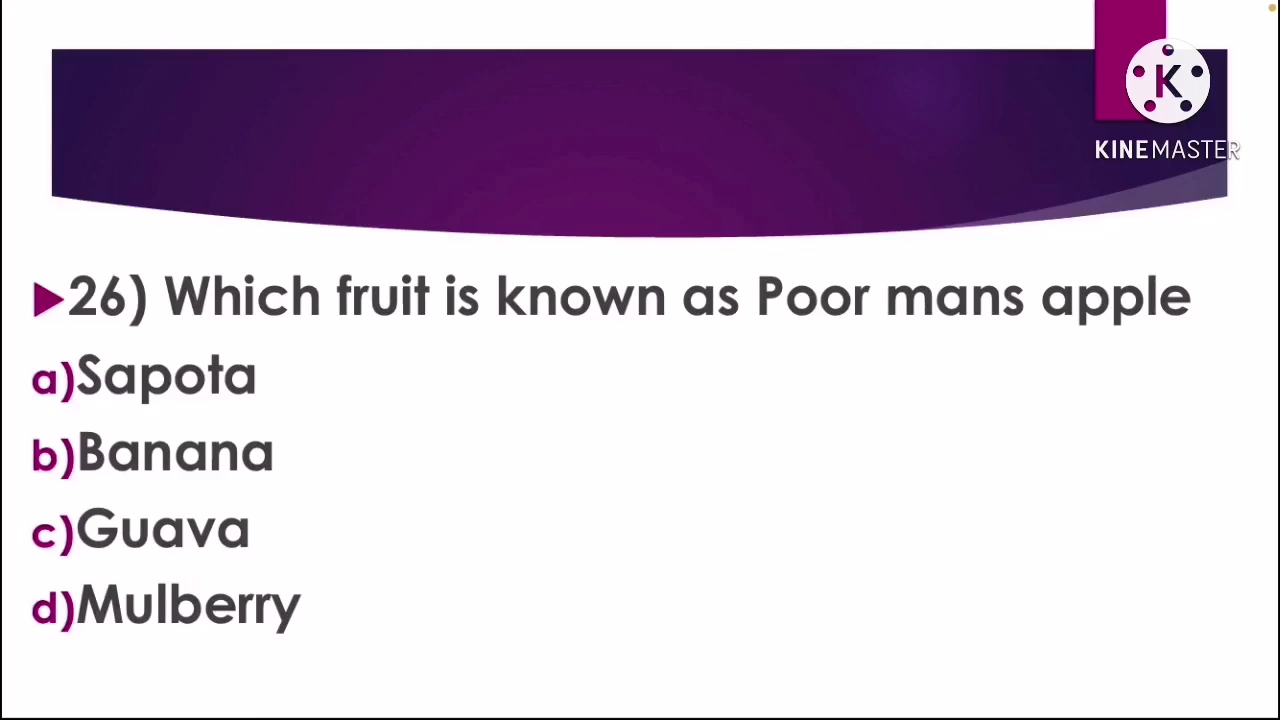 K
KINEMASTER
26) Which fruit is known as Poor mans apple
a)Sapota
b)Banana
c)Guava
d)Mulberry